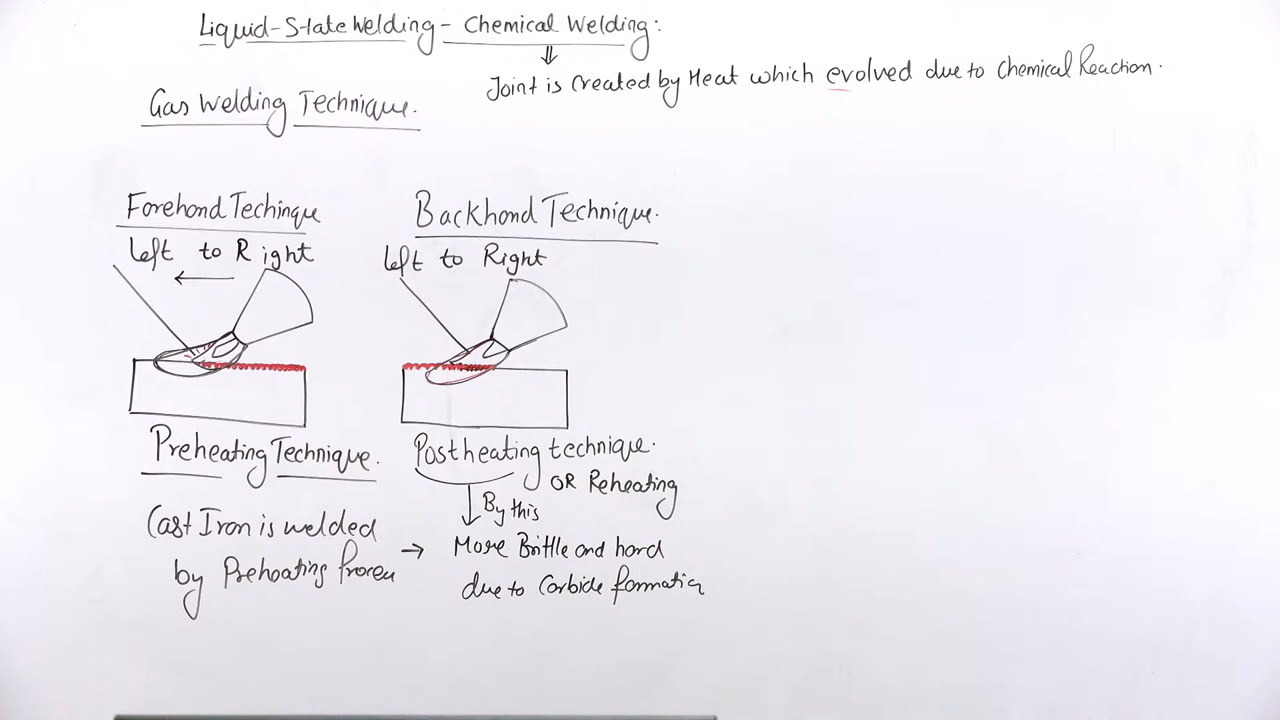 Liquid-State Welding - Chemical Welding:
Joint is created by Heat which evolved due to Chemical Reaction.
Gas Welding Technique.
Forehond Techinque
left to Right
Backhond Technique.
left to Right
Preheating Technique.
Postheating technique.
OR Reheating
By this
Cast Iron is welded
by Preheating Proceu
More Brittle and hard
due to Carbide formation